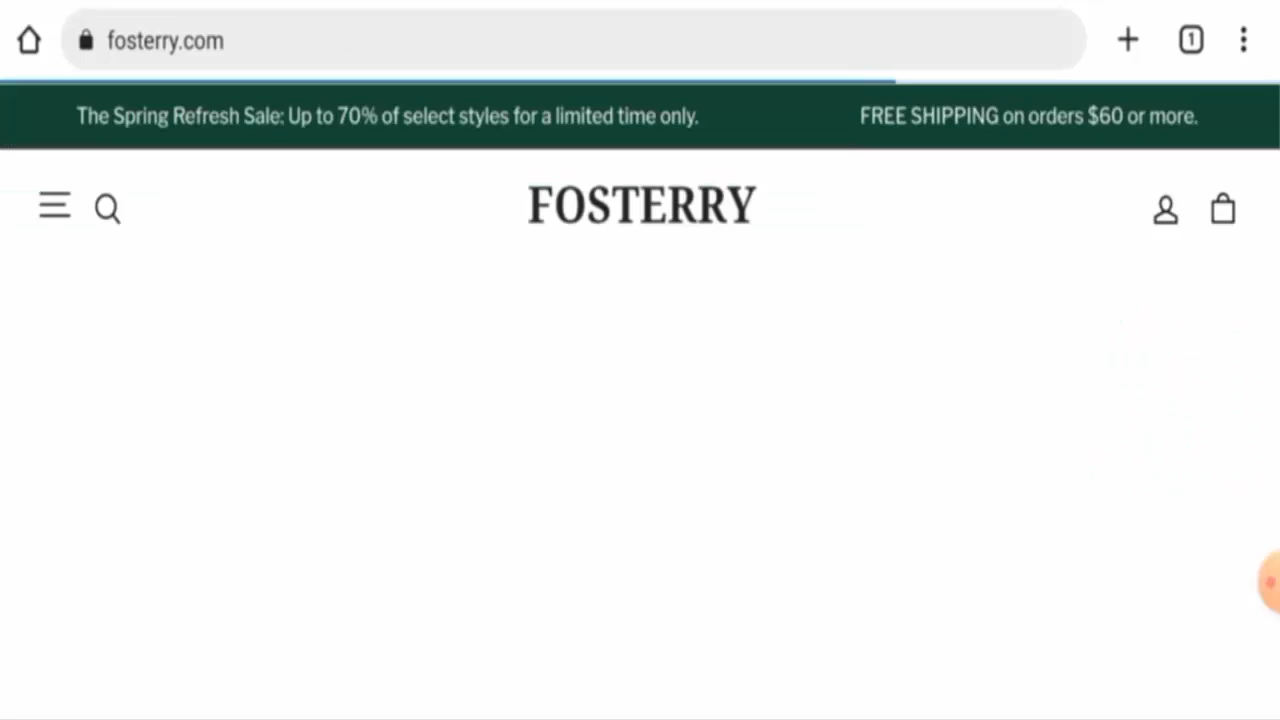 fosterry.com
1
The Spring Refresh Sale: Up to 70% of select styles for a limited time only.
FREE SHIPPING on orders $60 or more.
FOSTERRY